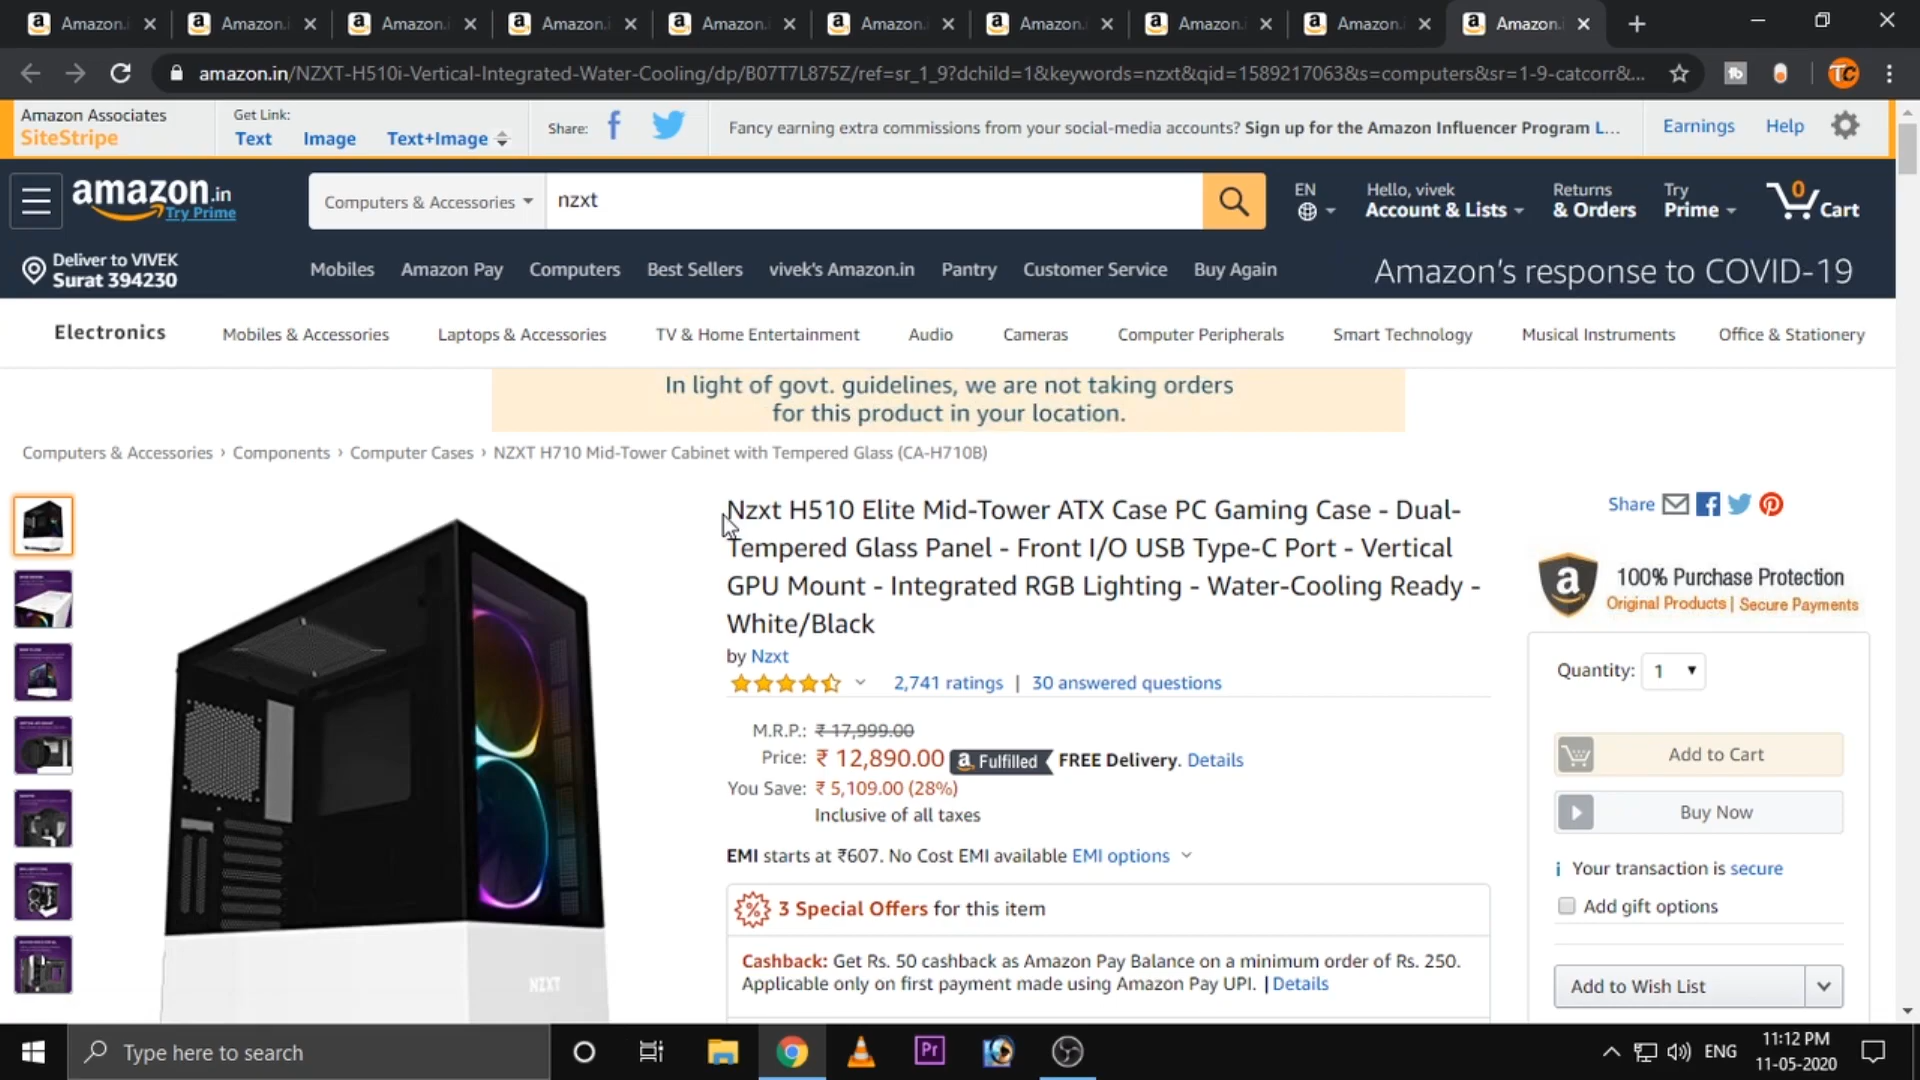 Amazon.i Amazon.i Amazon.i Amazon.i Amazon.i Amazon.i Amazon.i Amazon.i Amazon.i Amazon.i
amazon.in/NZXT-H510i-Vertical-Integrated-Water-Cooling/dp/B07T7L875Z/ref=sr_1_9?dchild=1&keywords=nzxt&qid=1589217063&s=computers&sr=1-9-catcorr&...
TC
Amazon Associates
SiteStripe
Get Link:
Text Image Text+Image
Share:
Fancy earning extra commissions from your social-media accounts? Sign up for the Amazon Influencer Program L...
Earnings Help
amazon.in
Try Prime
Computers & Accessories
nzxt
EN
Hello, vivek
Account & Lists
Returns
& Orders
Try
Prime
0
Cart
Deliver to VIVEK
Surat 394230
Mobiles Amazon Pay Computers Best Sellers vivek's Amazon.in Pantry Customer Service Buy Again
Amazon's response to COVID-19
Electronics Mobiles & Accessories Laptops & Accessories TV & Home Entertainment Audio Cameras Computer Peripherals Smart Technology Musical Instruments Office & Stationery
In light of govt. guidelines, we are not taking orders
for this product in your location.
Computers & Accessories › Components › Computer Cases › NZXT H710 Mid-Tower Cabinet with Tempered Glass (CA-H710B)
Nzxt H510 Elite Mid-Tower ATX Case PC Gaming Case - Dual-
Tempered Glass Panel - Front I/O USB Type-C Port - Vertical
GPU Mount - Integrated RGB Lighting - Water-Cooling Ready -
White/Black
by Nzxt
2,741 ratings | 30 answered questions
M.R.P.: ₹ 17,999.00
Price: ₹ 12,890.00 a Fulfilled FREE Delivery. Details
You Save: ₹ 5,109.00 (28%)
Inclusive of all taxes
EMI starts at ₹607. No Cost EMI available EMI options
3 Special Offers for this item
Cashback: Get Rs. 50 cashback as Amazon Pay Balance on a minimum order of Rs. 250.
Applicable only on first payment made using Amazon Pay UPI. | Details
NZXT
Share
100% Purchase Protection
Original Products | Secure Payments
Quantity: 1
Add to Cart
Buy Now
Your transaction is secure
Add gift options
Add to Wish List
Type here to search
Pr
ENG
11:12 PM
11-05-2020